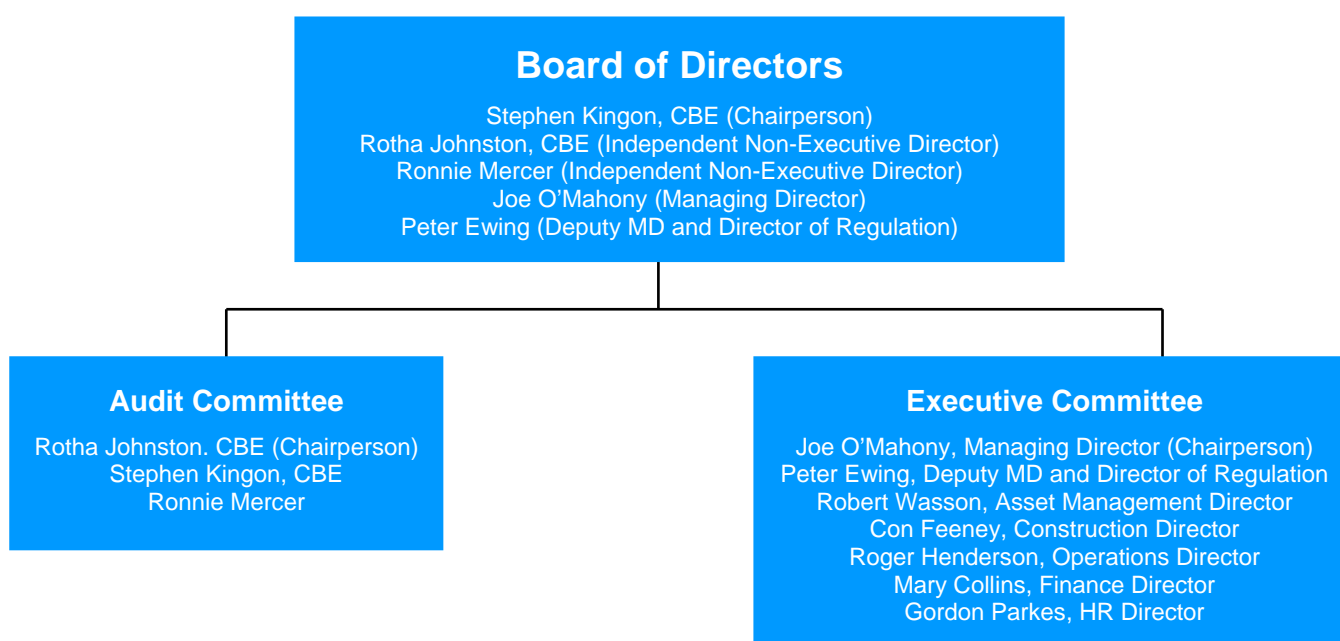 Board of Directors
Stephen Kingon, CBE (Chairperson)
Rotha Johnston, CBE (Independent Non-Executive Director)
Ronnie Mercer (Independent Non-Executive Director)
Joe O’Mahony (Managing Director)
Peter Ewing (Deputy MD and Director of Regulation)
Audit Committee
Rotha Johnston. CBE (Chairperson)
Stephen Kingon, CBE
Ronnie Mercer
Executive Committee
Joe O’Mahony, Managing Director (Chairperson)
Peter Ewing, Deputy MD and Director of Regulation
Robert Wasson, Asset Management Director
Con Feeney, Construction Director
Roger Henderson, Operations Director
Mary Collins, Finance Director
Gordon Parkes, HR Director